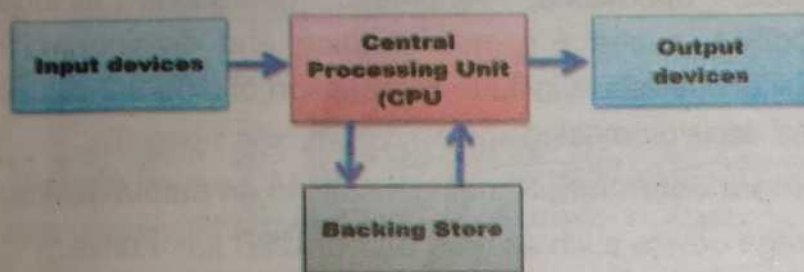 Input devices
Central
Processing Unit
(CPU
Output
devices
Backing Store